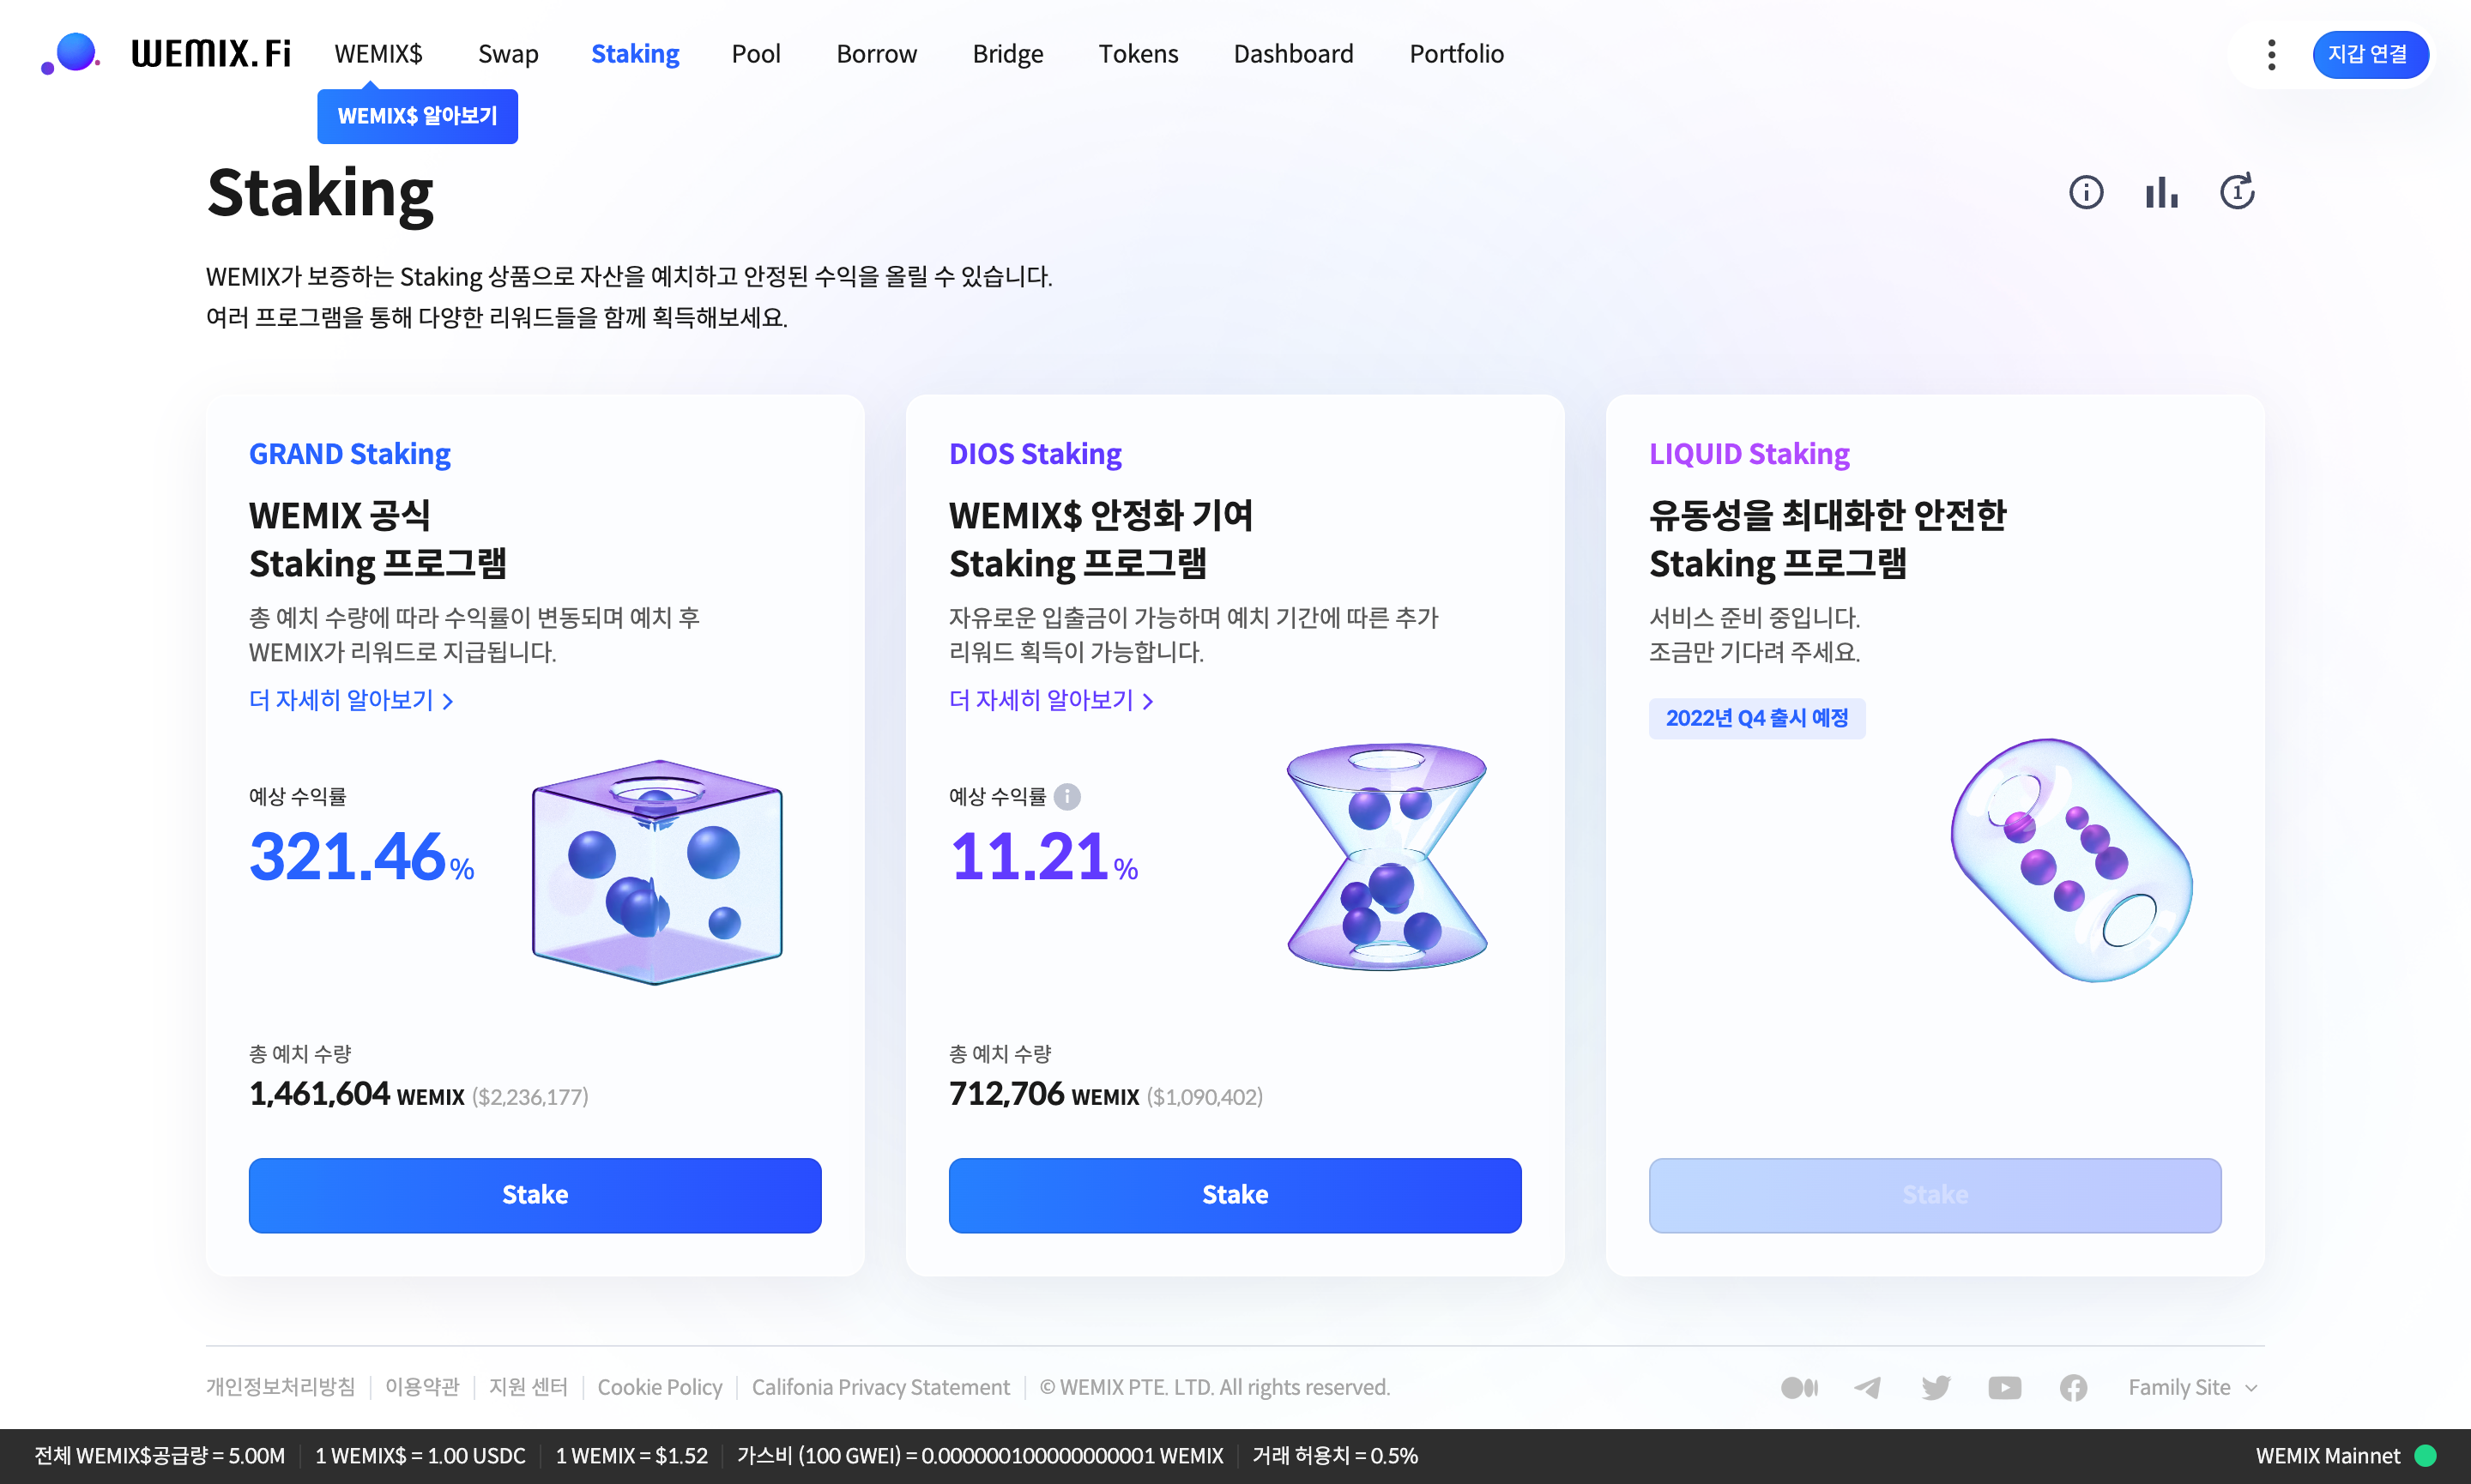 WEMIX.Fi
WEMIX$ Swap Staking Pool Borrow Bridge Tokens Dashboard Portfolio
지갑 연결
WEMIX$ 알아보기
Staking
1
WEMIX가 보증하는 Staking 상품으로 자산을 예치하고 안정된 수익을 올릴 수 있습니다.
여러 프로그램을 통해 다양한 리워드들을 함께 획득해보세요.
GRAND Staking
WEMIX 공식
Staking 프로그램
총 예치 수량에 따라 수익률이 변동되며 예치 후
WEMIX가 리워드로 지급됩니다.
더 자세히 알아보기
예상 수익률
321.46%
총 예치 수량
1,461,604 WEMIX ($2,236,177)
Stake
DIOS Staking
WEMIX$ 안정화 기여
Staking 프로그램
자유로운 입출금이 가능하며 예치 기간에 따른 추가
리워드 획득이 가능합니다.
더 자세히 알아보기
예상 수익률
11.21%
총 예치 수량
712,706 WEMIX ($1,090,402)
Stake
LIQUID Staking
유동성을 최대화한 안전한
Staking 프로그램
서비스 준비 중입니다.
조금만 기다려 주세요.
2022년 Q4 출시 예정
Stake
개인정보처리방침 이용약관 지원 센터 Cookie Policy Califonia Privacy Statement © WEMIX PTE. LTD. All rights reserved.
Family Site
전체 WEMIX$공급량 = 5.00M 1 WEMIX$ = 1.00 USDC 1 WEMIX = $1.52 가스비 (100 GWEI) = 0.000000100000000001 WEMIX 거래 허용치 = 0.5%
WEMIX Mainnet